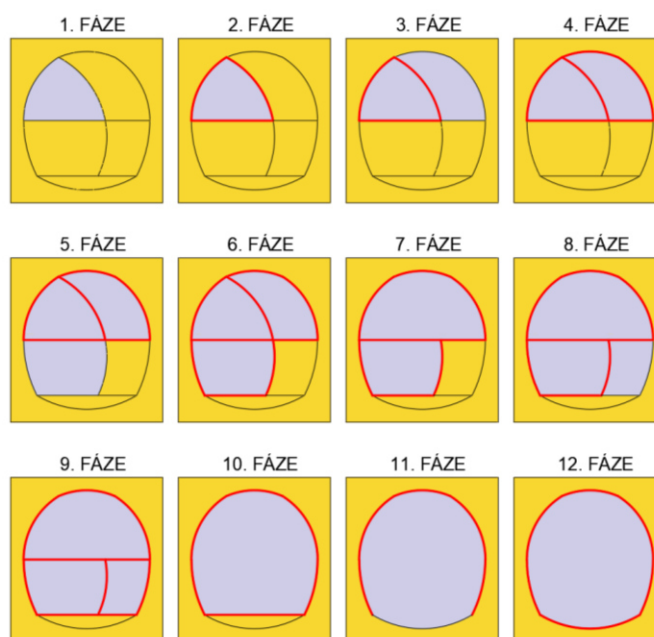 1. FÁZE
2. FÁZE
3. FÁZE
4. FÁZE
5. FÁZE
6. FÁZE
7. FÁZE
8. FÁZE
9. FÁZE
10. FÁZE
11. FÁZE
12. FÁZE